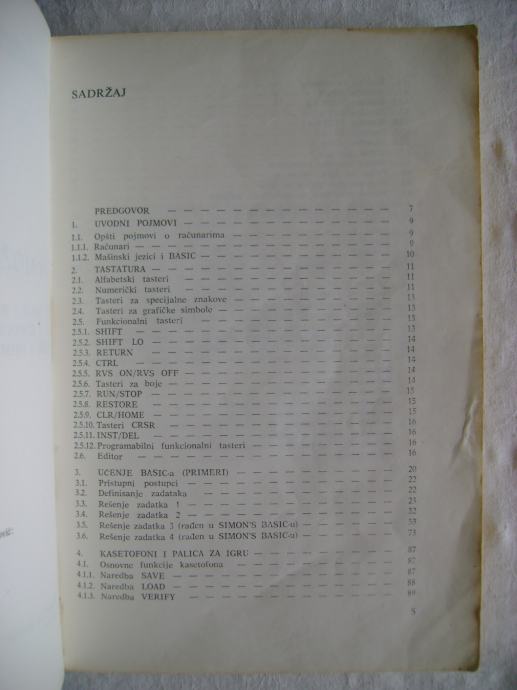 SADRŽAJ
PREDGOVOR — — — — — — — — — — — — 7
1. UVODNI POJMOVI — — — — — — — — — — 9
1.1. Opšti pojmovi o računarima — — — — — — — — 9
1.1.1. Računari — — — — — — — — — — — — — 9
1.1.2. Mašinski jezici i BASIC — — — — — — — — — 10
2. TASTATURA — — — — — — — — — — — — 11
2.1. Alfabetski tasteri — — — — — — — — — — 11
2.2. Numerički tasteri — — — — — — — — — — 11
2.3. Tasteri za specijalne znakove — — — — — — — — 13
2.4. Tasteri za grafičke simbole — — — — — — — — 13
2.5. Funkcionalni tasteri — — — — — — — — — — 13
2.5.1. SHIFT — — — — — — — — — — — — — 13
2.5.2. SHIFT LO — — — — — — — — — — — — 14
2.5.3. RETURN — — — — — — — — — — — — 14
2.5.4. CTRL — — — — — — — — — — — — — 14
2.5.5. RVS ON/RVS OFF — — — — — — — — — — 14
2.5.6. Tasteri za boje — — — — — — — — — — — 14
2.5.7. RUN/STOP — — — — — — — — — — — — 15
2.5.8. RESTORE — — — — — — — — — — — — 15
2.5.9. CLR/HOME — — — — — — — — — — — — 15
2.5.10. Tasteri CRSR — — — — — — — — — — — 16
2.5.11. INST/DEL — — — — — — — — — — — — 16
2.5.12. Programabilni funkcionalni tasteri — — — — — — 16
2.6. Editor — — — — — — — — — — — — — 16
3. UČENJE BASIC-a (PRIMERI) — — — — — — — — 20
3.1. Pristupni postupci — — — — — — — — — — 22
3.2. Definisanje zadataka — — — — — — — — — — 22
3.3. Rešenje zadatka 1 — — — — — — — — — — 23
3.4. Rešenje zadatka 2 — — — — — — — — — — 32
3.5. Rešenje zadatka 3 (rađen u SIMON'S BASIC-u) — — — — 53
3.6. Rešenje zadatka 4 (rađen u SIMON'S BASIC-u) — — — — 73
4. KASETOFONI I PALICA ZA IGRU — — — — — — — 87
4.1. Osnovne funkcije kasetofona — — — — — — — — 87
4.1.1. Naredba SAVE — — — — — — — — — — — 87
4.1.2. Naredba LOAD — — — — — — — — — — — 88
4.1.3. Naredba VERIFY — — — — — — — — — — 89
5